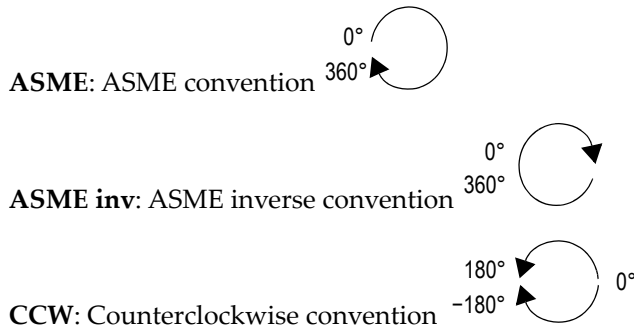 0°
ASME: ASME convention 360°
0°
ASME inv: ASME inverse convention 360°
180° 0°
CCW: Counterclockwise convention −180°